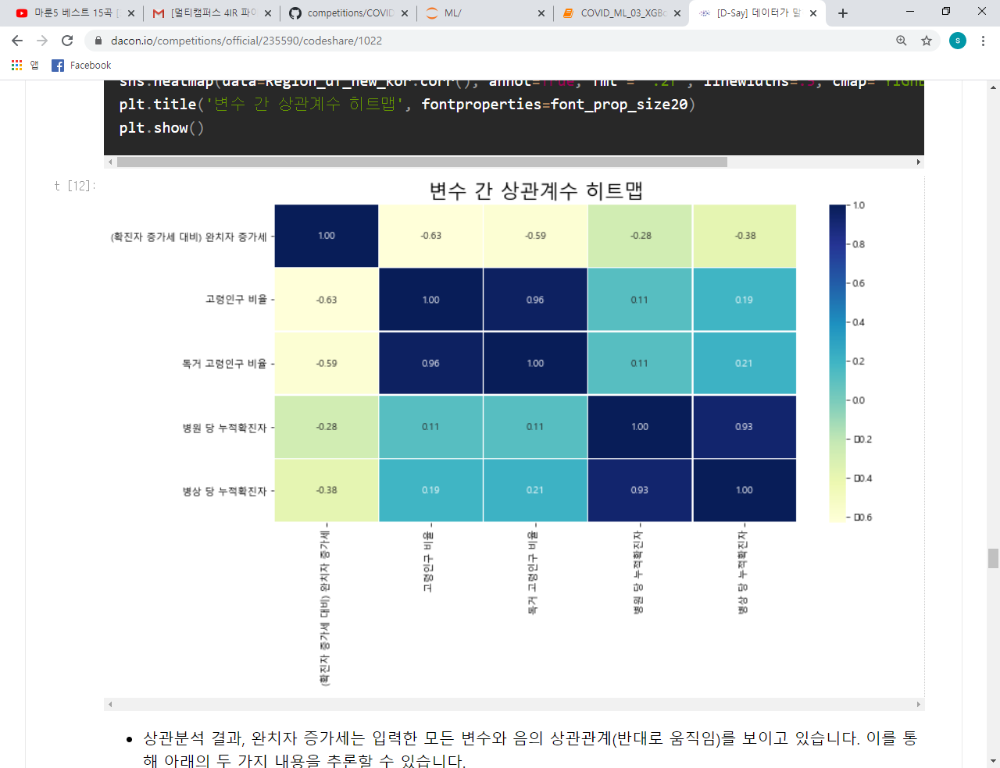 마룬5 베스트 15곡 [
[멀티캠퍼스 4IR 파이
competitions/COVID
ML/
COVID_ML_03_XGBo
[D-Say] 데이터가 말
dacon.io/competitions/official/235590/codeshare/1022
s
앱
Facebook
sns.heatmap(data=Region_df_new_kor.corr(), annot=True, fmt = '.2f', linewidths=.5, cmap='YlGnB
plt.title('변수 간 상관계수 히트맵', fontproperties=font_prop_size20)
plt.show()
t [12]:
변수 간 상관계수 히트맵
(확진자 증가세 대비) 완치자 증가세
1.00 -0.63 -0.59 -0.28 -0.38
고령인구 비율
-0.63 1.00 0.96 0.11 0.19
독거 고령인구 비율
-0.59 0.96 1.00 0.11 0.21
병원 당 누적확진자
-0.28 0.11 0.11 1.00 0.93
병상 당 누적확진자
-0.38 0.19 0.21 0.93 1.00
1.0
0.8
0.6
0.4
0.2
0.0
□0.2
□0.4
□0.6
(확진자 증가세 대비) 완치자 증가세
고령인구 비율
독거 고령인구 비율
병원 당 누적확진자
병상 당 누적확진자
• 상관분석 결과, 완치자 증가세는 입력한 모든 변수와 음의 상관관계(반대로 움직임)를 보이고 있습니다. 이를 통
해 아래의 두 가지 내용을 추론할 수 있습니다.